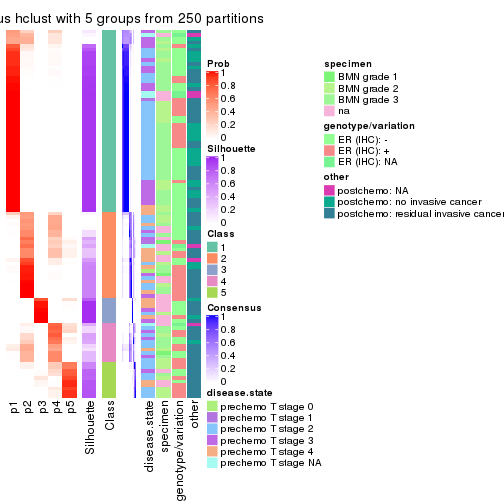 us hclust with 5 groups from 250 partitions
Prob
1
0.8
0.6
0.4
0.2
0
Silhouette
1
0.8
0.6
0.4
0.2
0
Class
1
2
3
4
5
Consensus
1
0.8
0.6
0.4
0.2
0
disease.state
prechemo T stage 0
prechemo T stage 1
prechemo T stage 2
prechemo T stage 3
prechemo T stage 4
prechemo T stage NA
specimen
BMN grade 1
BMN grade 2
BMN grade 3
na
genotype/variation
ER (IHC): -
ER (IHC): +
ER (IHC): NA
other
postchemo: NA
postchemo: no invasive cancer
postchemo: residual invasive cancer
p1
p2
p3
p4
p5
Silhouette
Class
disease.state
specimen
genotype/variation
other